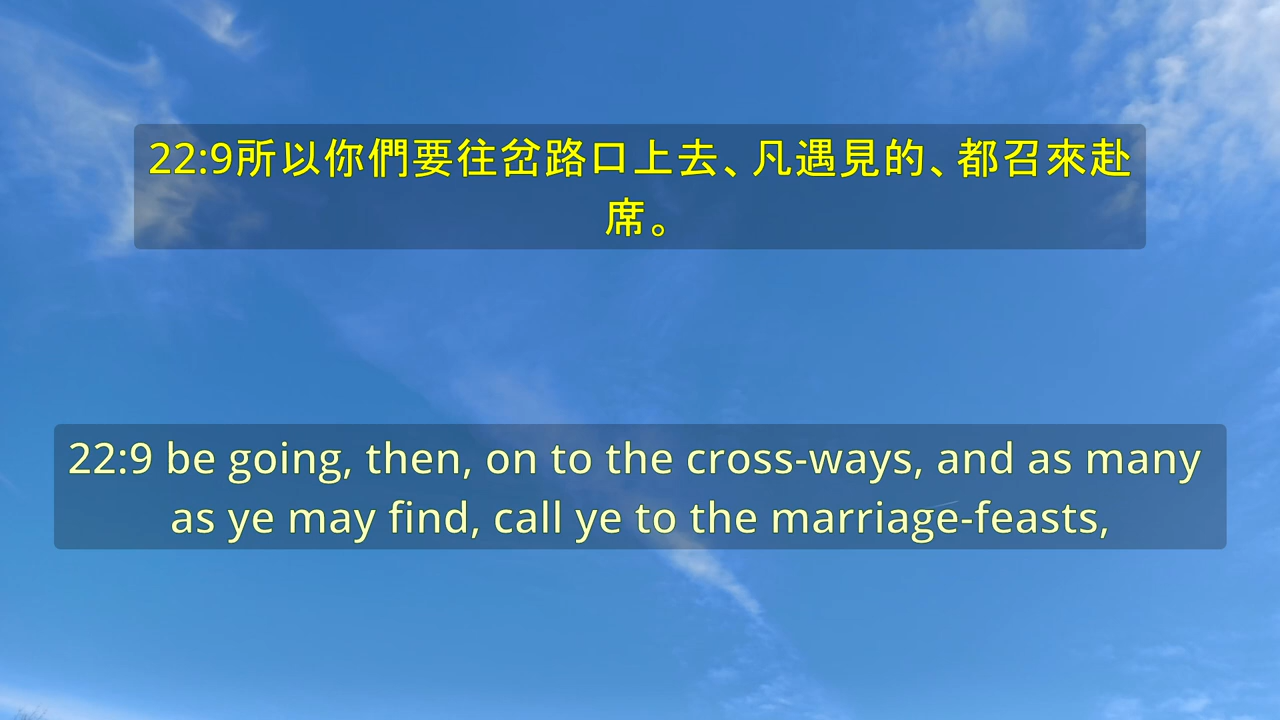 22:9所以你們要往岔路口上去、凡遇見的、都召來赴
席。
22:9 be going, then, on to the cross-ways, and as many
as ye may find, call ye to the marriage-feasts,